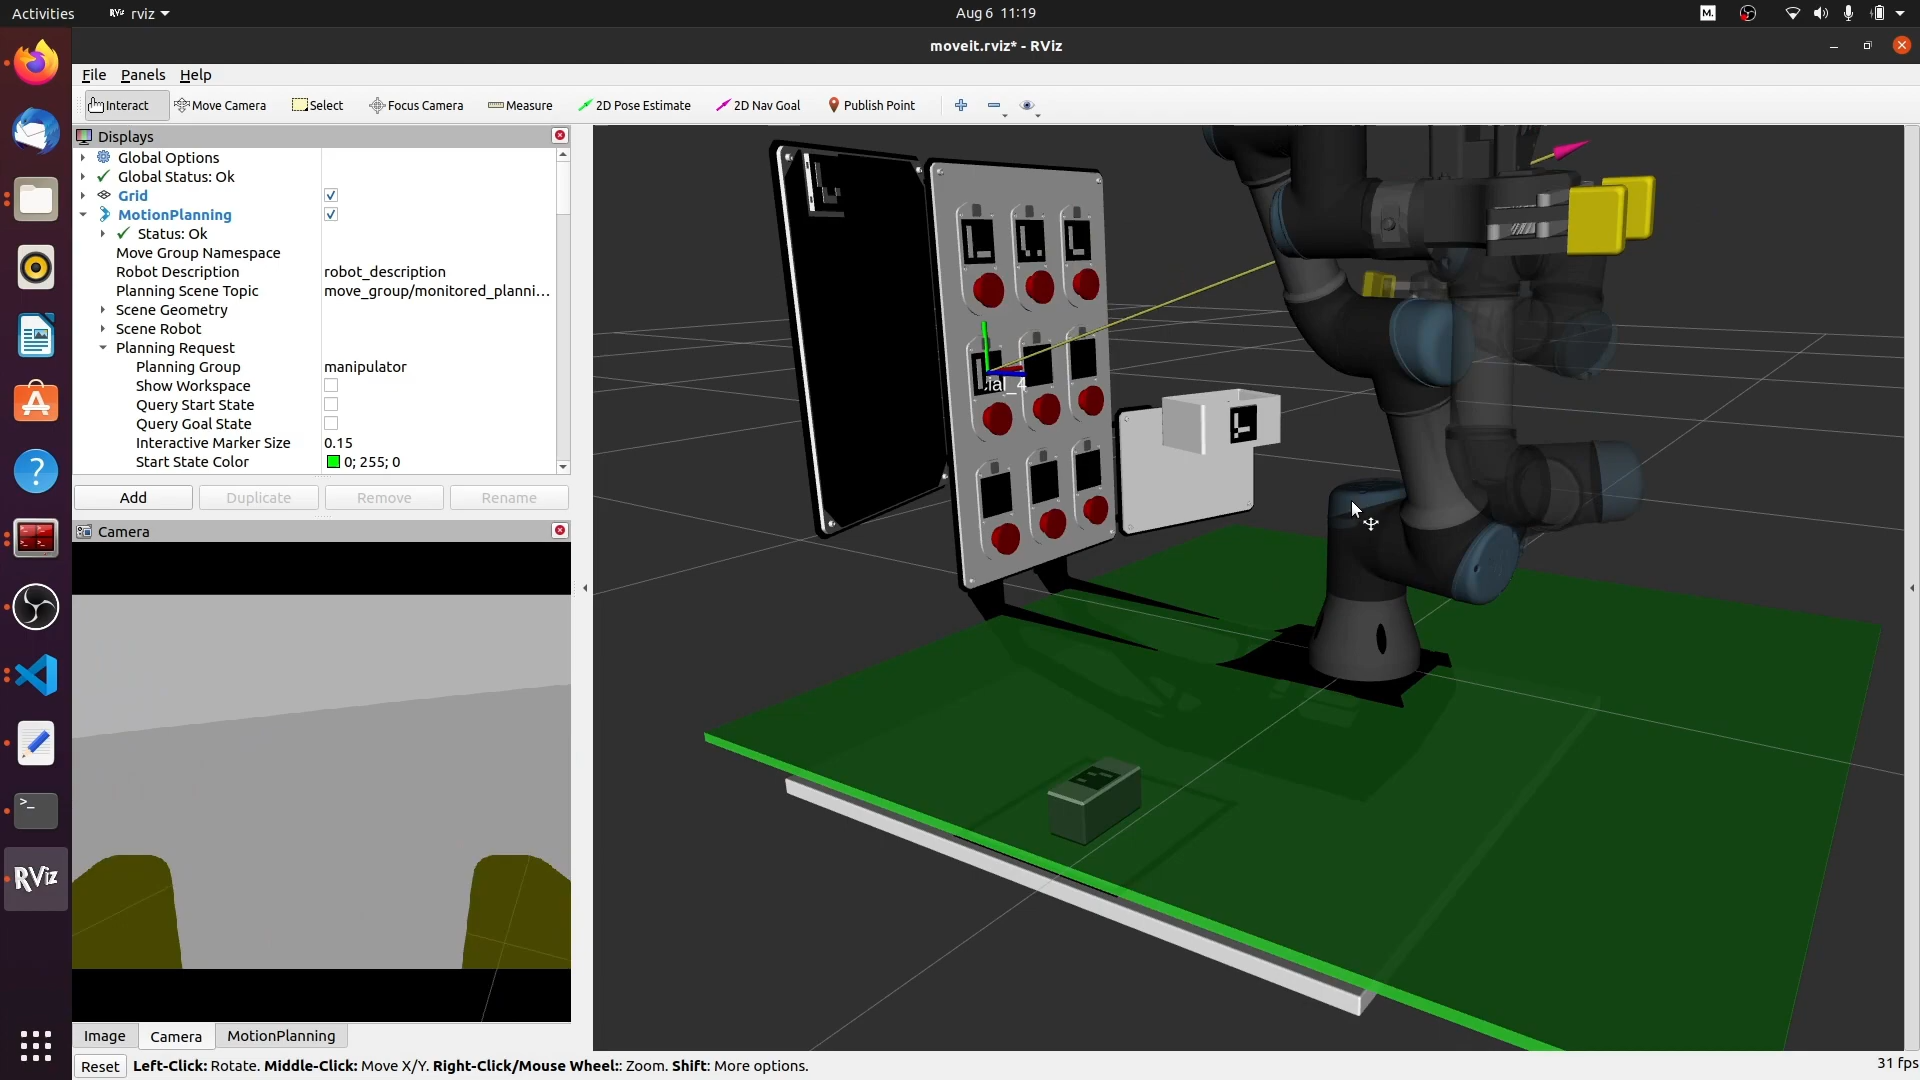 Activities
RViz rviz
Aug 6 11:19
M.
moveit.rviz* - RViz
File Panels Help
Interact
Move Camera
Select
Focus Camera
Measure
2D Pose Estimate
2D Nav Goal
Publish Point
Displays
Global Options
Global Status: Ok
Grid
MotionPlanning
Status: Ok
Move Group Namespace
Robot Description robot_description
Planning Scene Topic move_group/monitored_planni...
Scene Geometry
Scene Robot
Planning Request
Planning Group manipulator
Show Workspace
Query Start State
Query Goal State
Interactive Marker Size 0.15
Start State Color 0; 255; 0
Add Duplicate Remove Rename
Camera
ial_4
RViz
Image Camera MotionPlanning
Reset Left-Click: Rotate. Middle-Click: Move X/Y. Right-Click/Mouse Wheel:: Zoom. Shift: More options.
31 fps